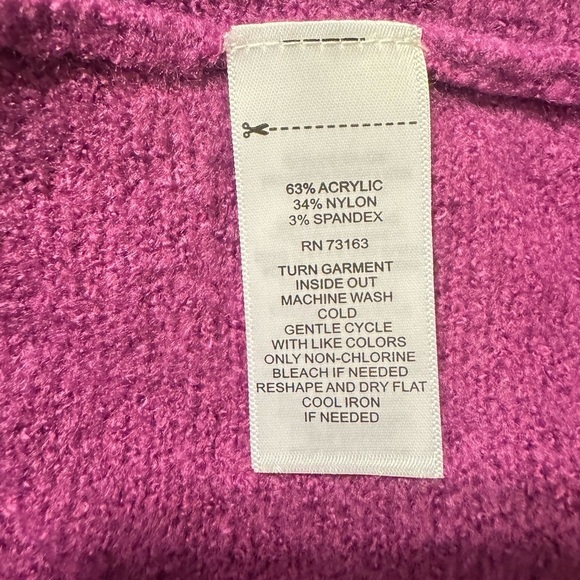 63% ACRYLIC
34% NYLON
3% SPANDEX
RN 73163
TURN GARMENT
INSIDE OUT
MACHINE WASH
COLD
GENTLE CYCLE
WITH LIKE COLORS
ONLY NON-CHLORINE
BLEACH IF NEEDED
RESHAPE AND DRY FLAT
COOL IRON
IF NEEDED